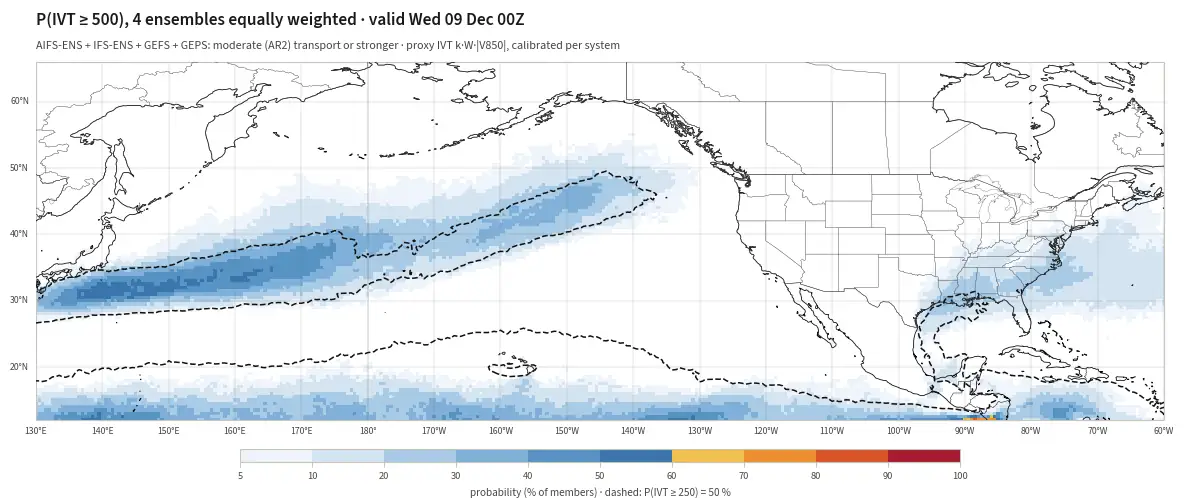 P(IVT ≥ 500), 4 ensembles equally weighted · valid Wed 09 Dec 00Z
AIFS-ENS + IFS-ENS + GEFS + GEPS: moderate (AR2) transport or stronger · proxy IVT k·W·|V850|, calibrated per system
60°N
50°N
40°N
30°N
20°N
130°E 140°E 150°E 160°E 170°E 180° 170°W 160°W 150°W 140°W 130°W 120°W 110°W 100°W 90°W 80°W 70°W 60°W
5 10 20 30 40 50 60 70 80 90 100
probability (% of members) · dashed: P(IVT ≥ 250) = 50 %